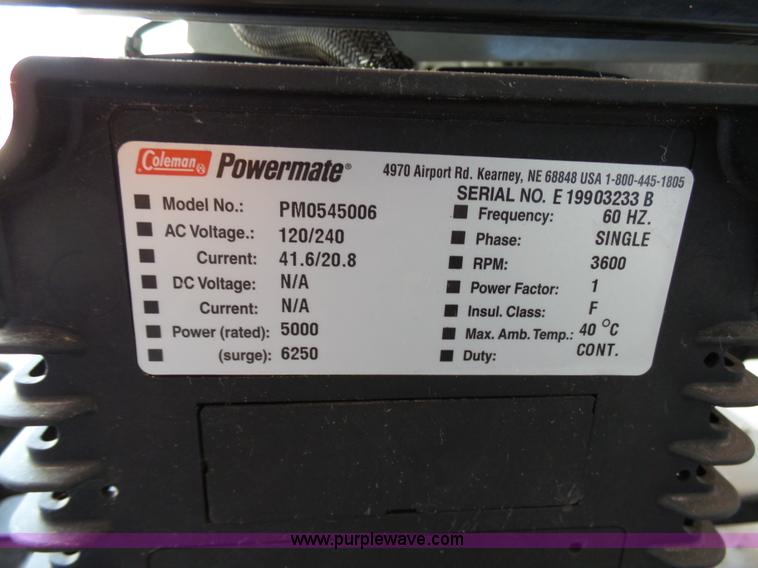 Coleman Powermate® 4970 Airport Rd. Kearney, NE 68848 USA 1-800-445-1805
SERIAL NO. E 19903233 B
Model No.: PM0545006
AC Voltage.: 120/240
Current: 41.6/20.8
DC Voltage: N/A
Current: N/A
Power (rated): 5000
(surge): 6250
Frequency: 60 HZ.
Phase: SINGLE
RPM: 3600
Power Factor: 1
Insul. Class: F
Max. Amb. Temp.: 40 °C
Duty: CONT.
www.purplewave.com